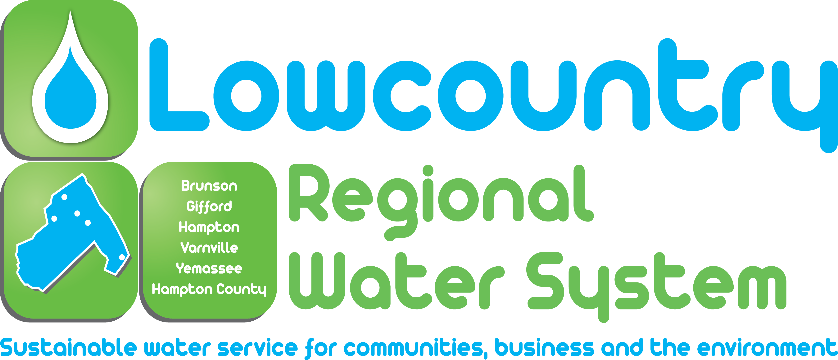 Lowcountry
Regional
Water System
Brunson
Gifford
Hampton
Varnville
Yemassee
Hampton County
Sustainable water service for communities, business and the environment